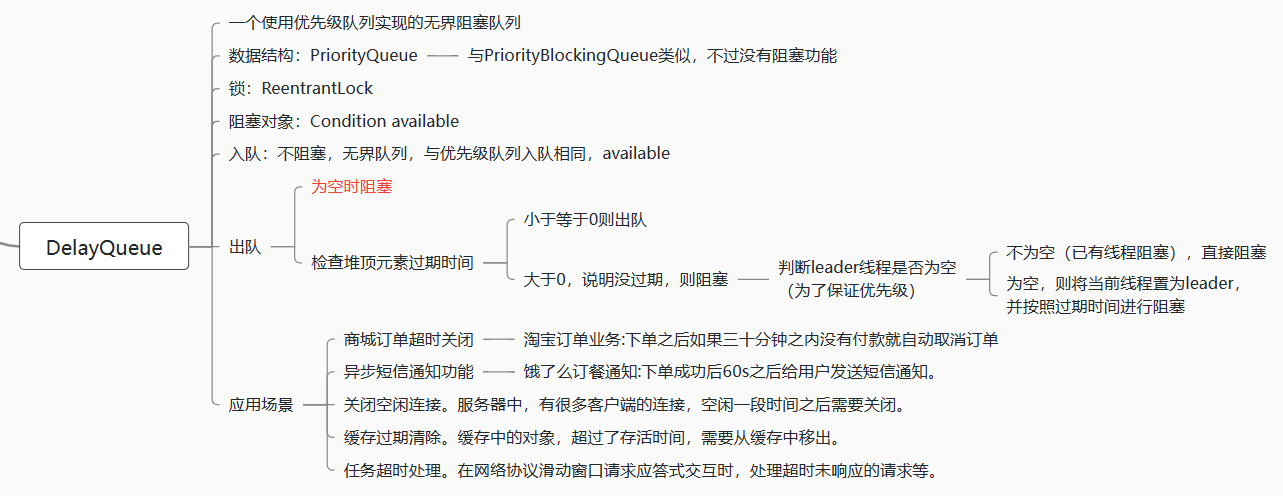 DelayQueue
一个使用优先级队列实现的无界阻塞队列
数据结构：PriorityQueue
与PriorityBlockingQueue类似，不过没有阻塞功能
锁：ReentrantLock
阻塞对象：Condition available
入队：不阻塞，无界队列，与优先级队列入队相同，available
出队
为空时阻塞
检查堆顶元素过期时间
小于等于0则出队
大于0，说明没过期，则阻塞
判断leader线程是否为空
（为了保证优先级）
不为空（已有线程阻塞），直接阻塞
为空，则将当前线程置为leader，
并按照过期时间进行阻塞
应用场景
商城订单超时关闭
淘宝订单业务:下单之后如果三十分钟之内没有付款就自动取消订单
异步短信通知功能
饿了么订餐通知:下单成功后60s之后给用户发送短信通知。
关闭空闲连接。服务器中，有很多客户端的连接，空闲一段时间之后需要关闭。
缓存过期清除。缓存中的对象，超过了存活时间，需要从缓存中移出。
任务超时处理。在网络协议滑动窗口请求应答式交互时，处理超时未响应的请求等。